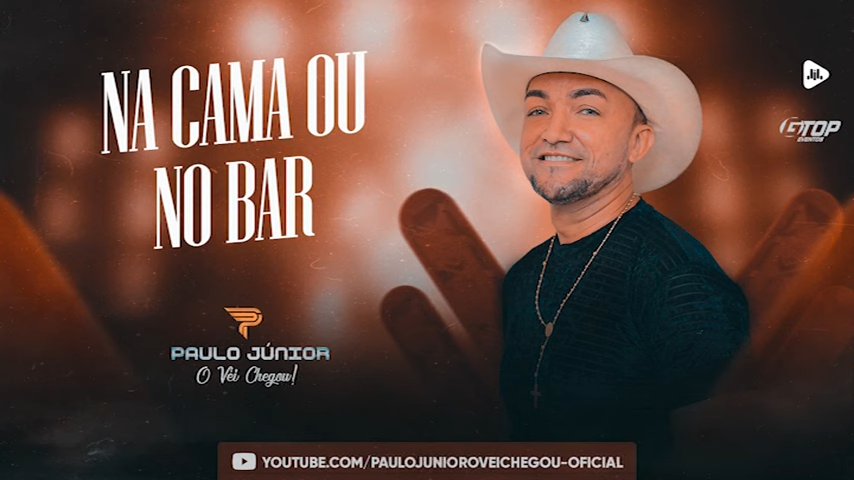 NA CAMA OU
NO BAR
PAULO JÚNIOR
O Véi Chegou!
GTOP
EVENTOS
YOUTUBE.COM/PAULOJUNIOROVEICHEGOU-OFICIAL